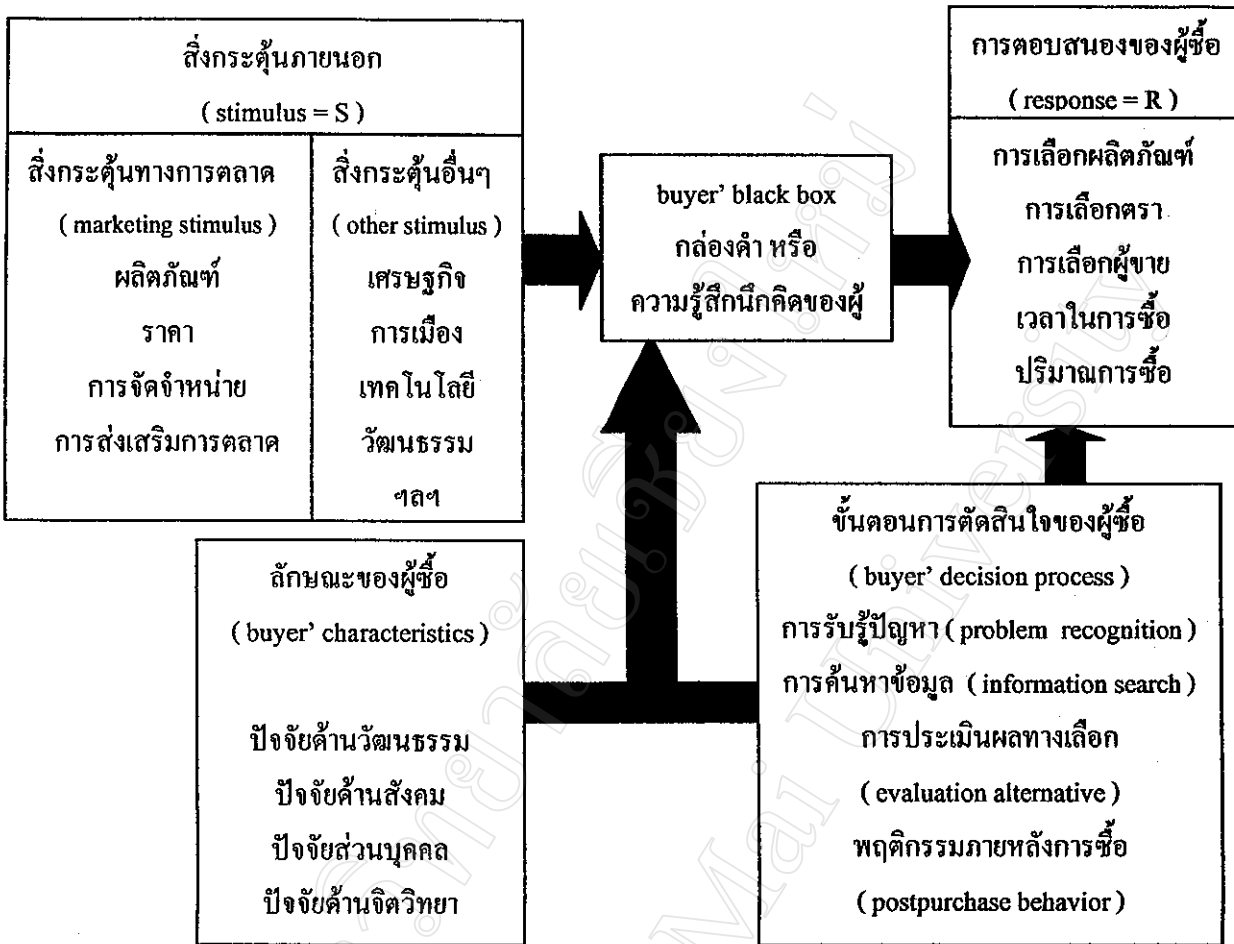 สิ่งกระตุ้นภายนอก
( stimulus = S )
สิ่งกระตุ้นทางการตลาด
( marketing stimulus )
ผลิตภัณฑ์
ราคา
การจัดจำหน่าย
การส่งเสริมการตลาด
สิ่งกระตุ้นอื่นๆ
( other stimulus )
เศรษฐกิจ
การเมือง
เทคโนโลยี
วัฒนธรรม
ฯลฯ
buyer’ black box
กล่องดำ หรือ
ความรู้สึกนึกคิดของผู้
การตอบสนองของผู้ซื้อ
( response = R )
การเลือกผลิตภัณฑ์
การเลือกตรา
การเลือกผู้ขาย
เวลาในการซื้อ
ปริมาณการซื้อ
ลักษณะของผู้ซื้อ
( buyer’ characteristics )
ปัจจัยด้านวัฒนธรรม
ปัจจัยด้านสังคม
ปัจจัยส่วนบุคคล
ปัจจัยด้านจิตวิทยา
ขั้นตอนการตัดสินใจของผู้ซื้อ
( buyer’ decision process )
การรับรู้ปัญหา ( problem recognition )
การค้นหาข้อมูล ( information search )
การประเมินผลทางเลือก
( evaluation alternative )
พฤติกรรมภายหลังการซื้อ
( postpurchase behavior )
Mai University